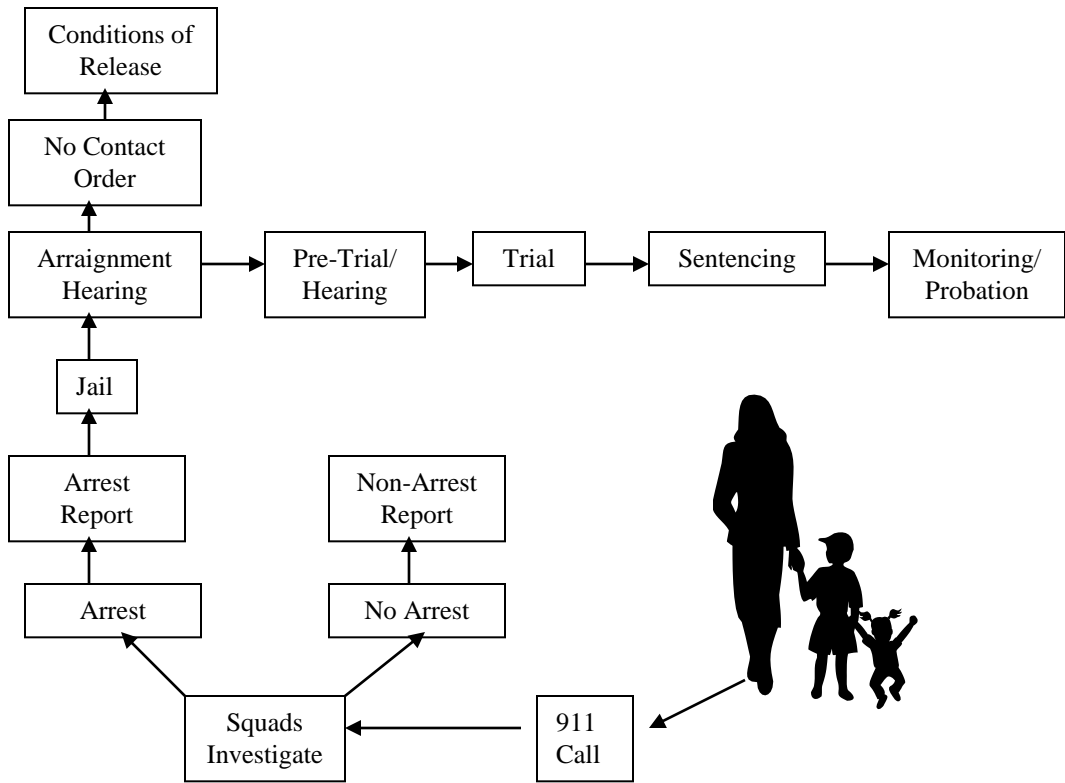 Conditions of
Release
No Contact
Order
Arraignment
Hearing
Pre-Trial/
Hearing
Trial
Sentencing
Monitoring/
Probation
Jail
Arrest
Report
Non-Arrest
Report
Arrest
No Arrest
Squads
Investigate
911
Call